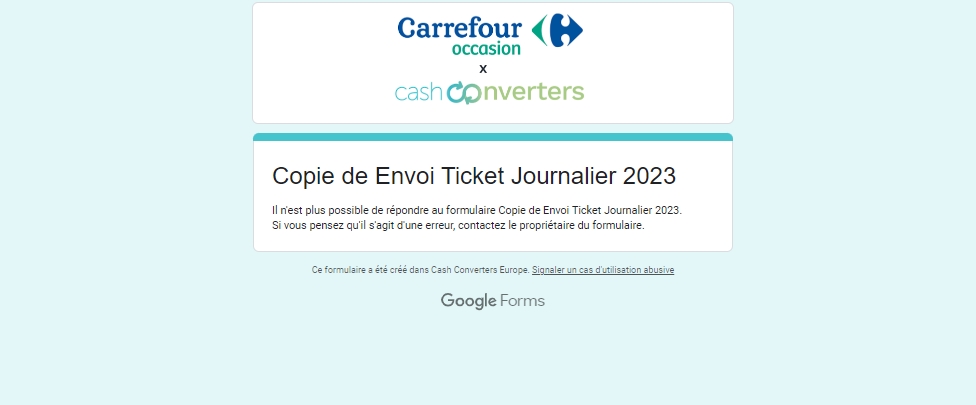 Carrefour
occasion
x
cash converters
Copie de Envoi Ticket Journalier 2023
Il n'est plus possible de répondre au formulaire Copie de Envoi Ticket Journalier 2023.
Si vous pensez qu'il s'agit d'une erreur, contactez le propriétaire du formulaire.
Ce formulaire a été créé dans Cash Converters Europe. Signaler un cas d'utilisation abusive
Google Forms